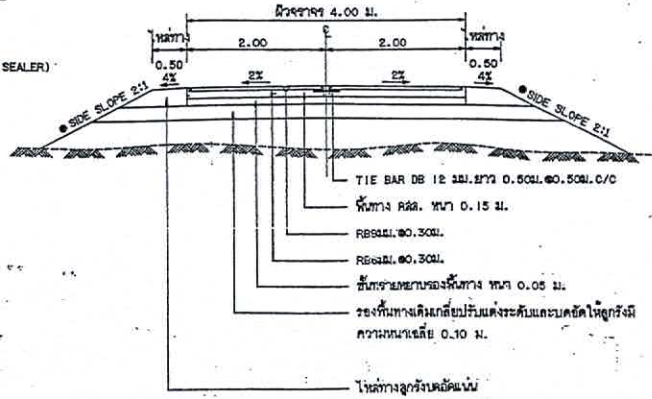 ผิวจราจร 4.00 ม.
ไหล่ทาง
ไหล่ทาง
2.00
2.00
SEALER)
0.50
0.50
4%
2%
2%
4%
SIDE SLOPE 2:1
SIDE SLOPE 2:1
TIE BAR DB 12 มม.ยาว 0.50ม.@0.50ม.C/C
พื้นทาง คสล. หนา 0.15 ม.
RB9มม.@0.30ม.
RB6มม.@0.30ม.
ชั้นทรายหยาบรองพื้นทาง หนา 0.05 ม.
รองพื้นทางเดิมเกลี่ยปรับแต่งระดับและบดอัดให้ลูกรังมี
ความหนาเฉลี่ย 0.10 ม.
ไหล่ทางลูกรังบดอัดแน่น